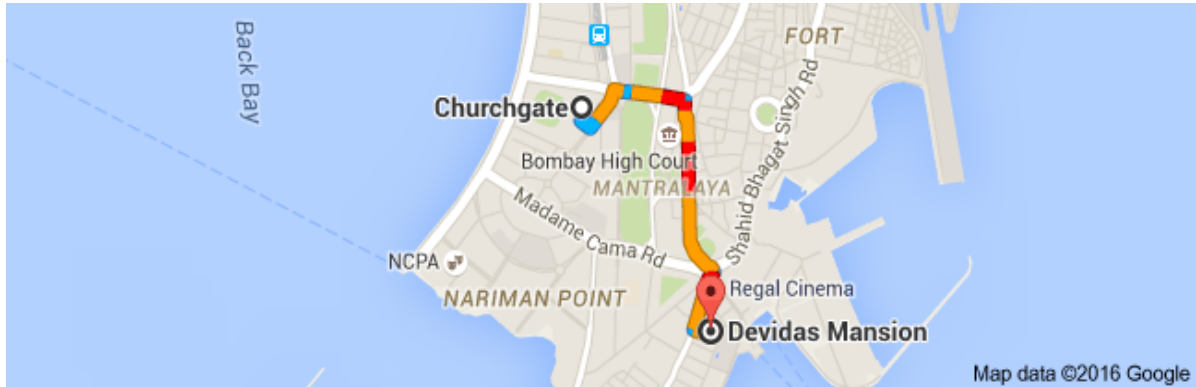 Back Bay
FORT
Shahid Bhagat Singh Rd
Churchgate
Bombay High Court
MANTRALAYA
Madame Cama Rd
NCPA
NARIMAN POINT
Regal Cinema
Devidas Mansion
Map data ©2016 Google